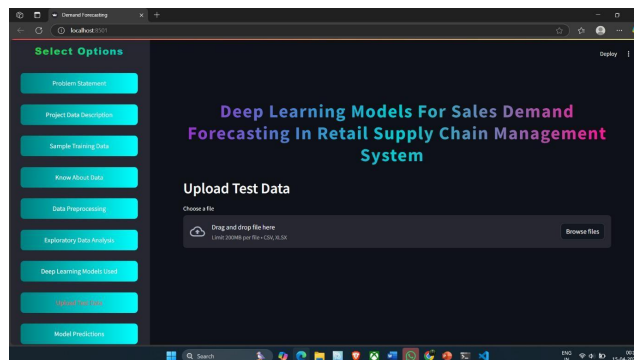 Demand Forecasting
localhost:8501
Select Options
Deploy
Problem Statement
Project Data Description
Sample Training Data
Know About Data
Data Preprocessing
Exploratory Data Analysis
Deep Learning Models Used
Upload Test Data
Model Predictions
Deep Learning Models For Sales Demand
Forecasting In Retail Supply Chain Management
System
Upload Test Data
Choose a file
Drag and drop file here
Limit 200MB per file • CSV, XLSX
Browse files
Search
ENG
IN